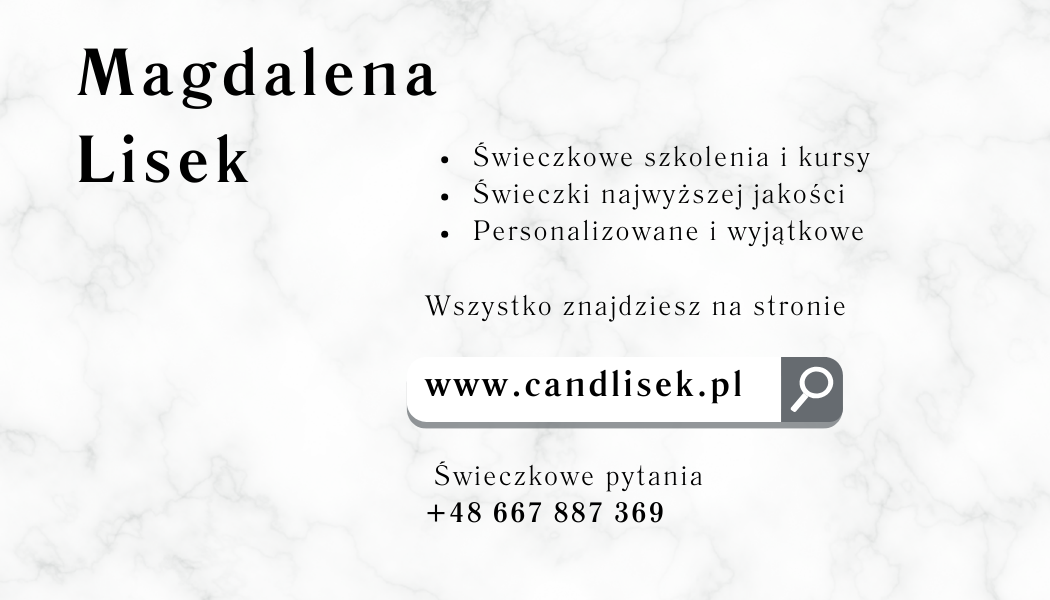 Magdalena
Lisek
• Świeczkowe szkolenia i kursy
• Świeczki najwyższej jakości
• Personalizowane i wyjątkowe
Wszystko znajdziesz na stronie
www.candlisek.pl
Świeczkowe pytania
+48 667 887 369